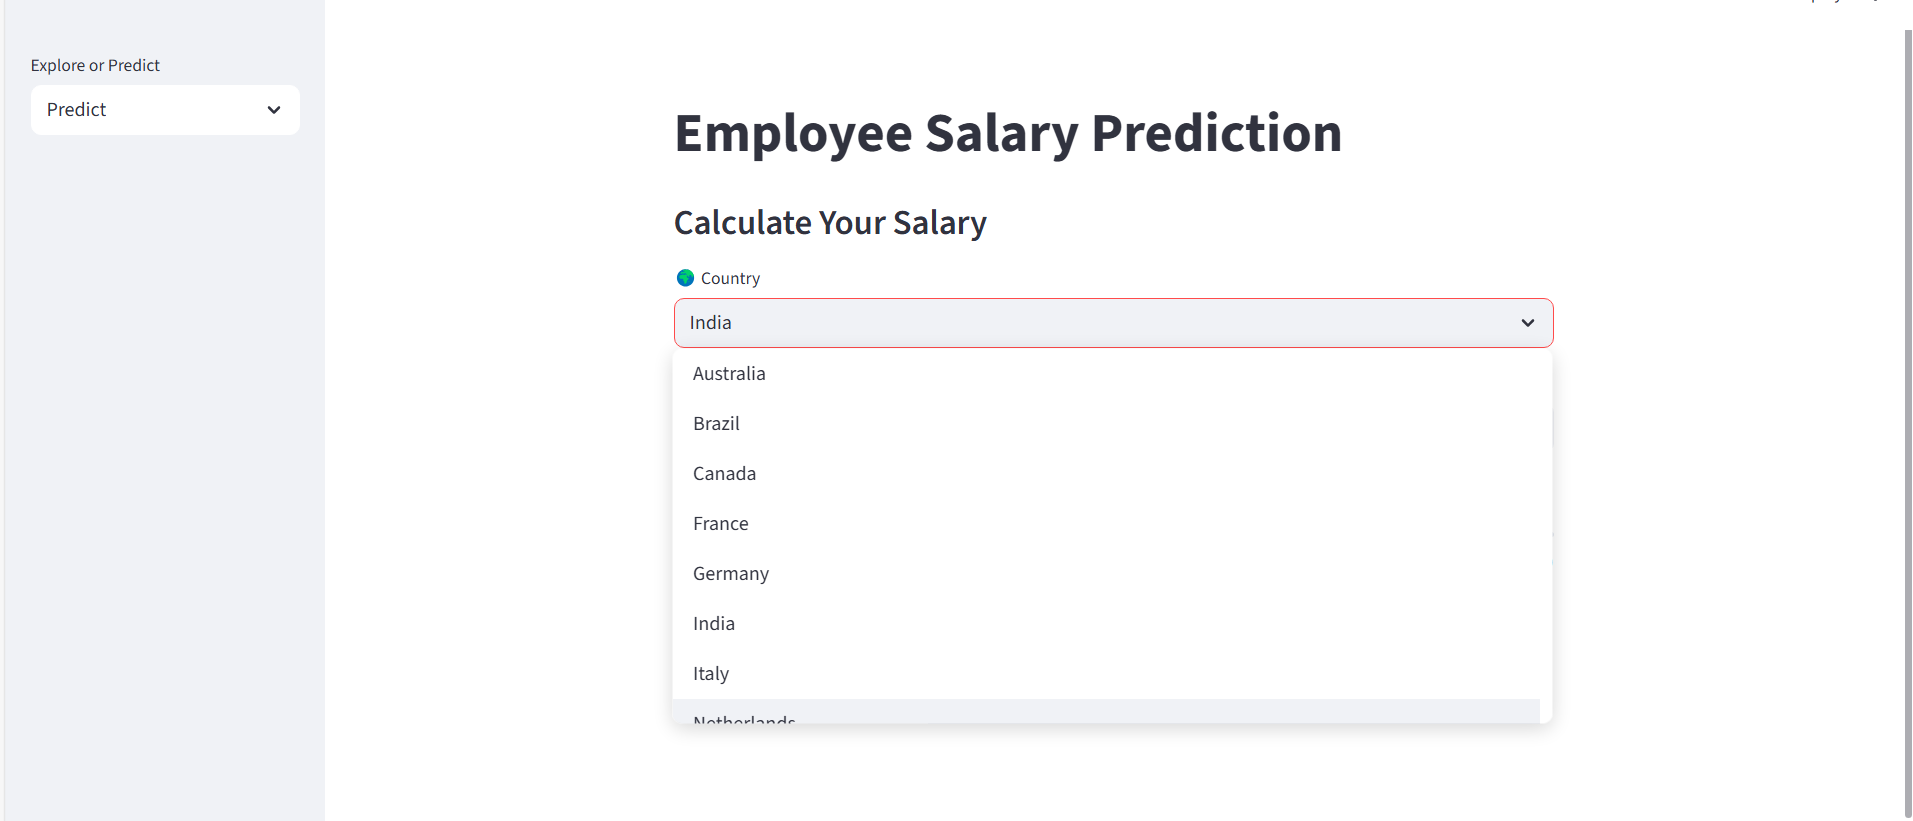 Explore or Predict
Predict
Employee Salary Prediction
Calculate Your Salary
Country
India
Australia
Brazil
Canada
France
Germany
India
Italy
Netherlands